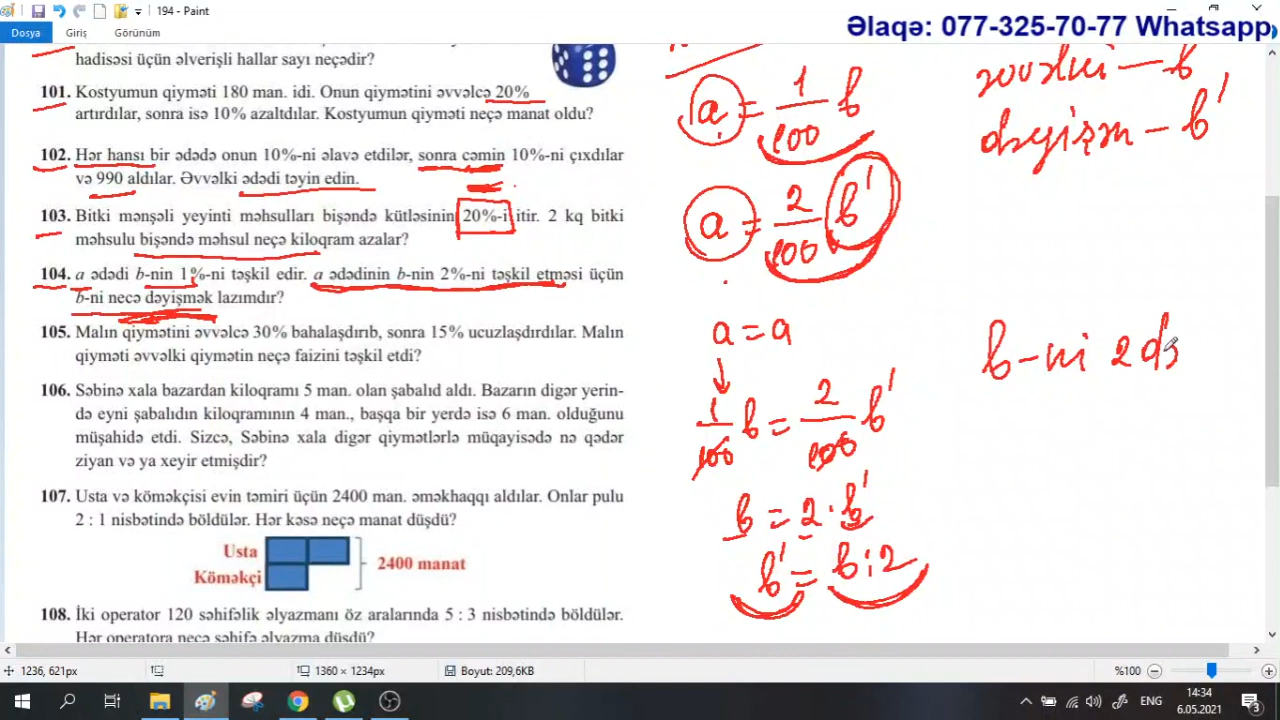 194 - Paint
Əlaqə: 077-325-70-77 Whatsapp
Dosya Giriş Görünüm
hadisəsi üçün əlverişli hallar sayı neçədir?
101. Kostyumun qiyməti 180 man. idi. Onun qiymətini əvvəlcə 20%
artırdılar, sonra isə 10% azaltdılar. Kostyumun qiyməti neçə manat oldu?
102. Hər hansı bir ədədə onun 10%-ni əlavə etdilər, sonra cəmin 10%-ni çıxdılar
və 990 aldılar. Əvvəlki ədədi təyin edin.
103. Bitki mənşəli yeyinti məhsulları bişəndə kütləsinin 20%-i itir. 2 kq bitki
məhsulu bişəndə məhsul neçə kiloqram azalar?
104. a ədədi b-nin 1%-ni təşkil edir. a ədədinin b-nin 2%-ni təşkil etməsi üçün
b-ni necə dəyişmək lazımdır?
105. Malın qiymətini əvvəlcə 30% bahalaşdırıb, sonra 15% ucuzlaşdırdılar. Malın
qiyməti əvvəlki qiymətin neçə faizini təşkil etdi?
106. Səbinə xala bazardan kiloqramı 5 man. olan şabalıd aldı. Bazarın digər yerin-
də eyni şabalıdın kiloqramının 4 man., başqa bir yerdə isə 6 man. olduğunu
müşahidə etdi. Sizcə, Səbinə xala digər qiymətlərlə müqayisədə nə qədər
ziyan və ya xeyir etmişdir?
107. Usta və köməkçisi evin təmiri üçün 2400 man. əməkhaqqı aldılar. Onlar pulu
2 : 1 nisbətində böldülər. Hər kəsə neçə manat düşdü?
Usta
Köməkçi
2400 manat
108. İki operator 120 səhifəlik əlyazmanı öz aralarında 5 : 3 nisbətində böldülər.
Hər operatora neçə səhifə əlyazma düşdü?
a = 1/100 b
a = 2/100 b'
a = a
1/100 b = 2/100 b'
b = 2 · b'
b' = b : 2
əvvəlki – b
dəyişən – b'
b-ni 2 də
1236, 621px 1360 × 1234px Boyut: 209,6KB %100
ENG 14:34
6.05.2021 3